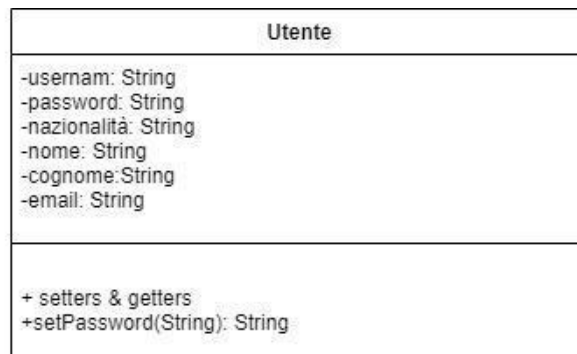 Utente
-usernam: String
-password: String
-nazionalità: String
-nome: String
-cognome:String
-email: String
+ setters & getters
+setPassword(String): String